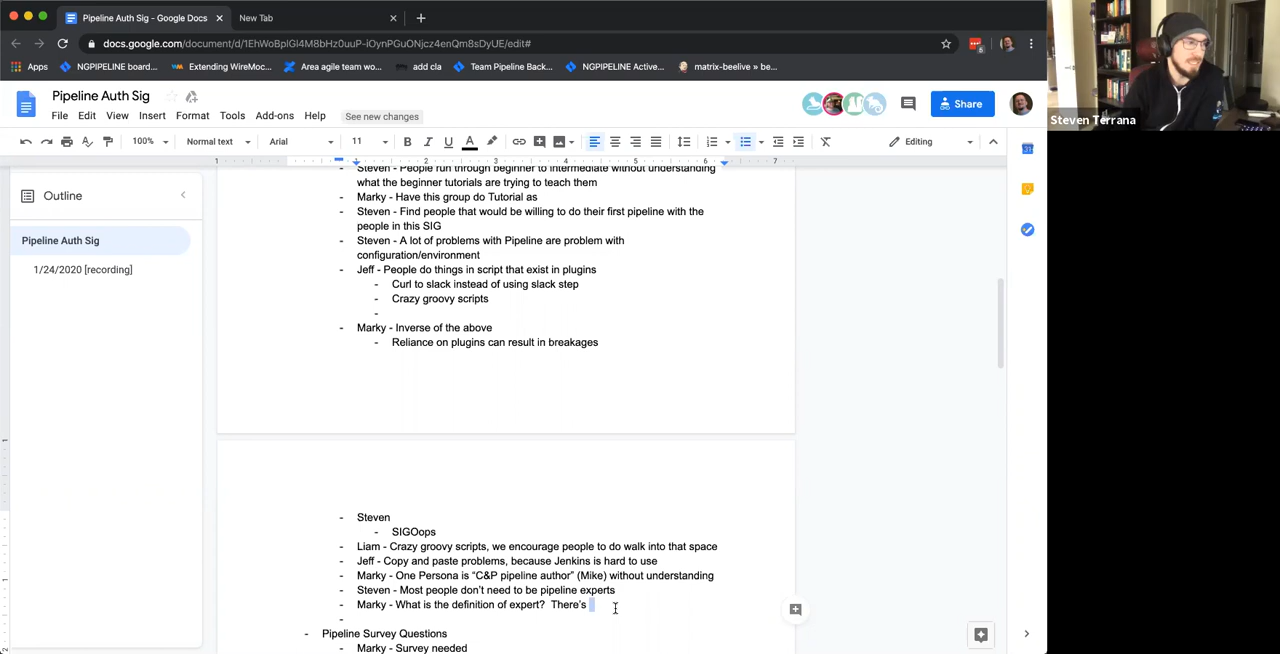 Pipeline Auth Sig - Google Docs
New Tab
docs.google.com/document/d/1EhWoBpIGl4M8bHz0uuP-iOynPGuONjcz4enQm8sDyUE/edit#
Apps
NGPIPELINE board...
Extending WireMoc...
Area agile team wo...
add cla
Team Pipeline Back...
NGPIPELINE Active...
matrix-beelive » be...
Pipeline Auth Sig
File Edit View Insert Format Tools Add-ons Help See new changes
Share
100% Normal text Arial 11 B I U A Editing
1 1 2 3 4 5 6 7
Outline
Pipeline Auth Sig
1/24/2020 [recording]
- Steven - People run through beginner to intermediate without understanding
what the beginner tutorials are trying to teach them
- Marky - Have this group do Tutorial as
- Steven - Find people that would be willing to do their first pipeline with the
people in this SIG
- Steven - A lot of problems with Pipeline are problem with
configuration/environment
- Jeff - People do things in script that exist in plugins
- Curl to slack instead of using slack step
- Crazy groovy scripts
-
- Marky - Inverse of the above
- Reliance on plugins can result in breakages
- Steven
- SIGOops
- Liam - Crazy groovy scripts, we encourage people to do walk into that space
- Jeff - Copy and paste problems, because Jenkins is hard to use
- Marky - One Persona is “C&P pipeline author” (Mike) without understanding
- Steven - Most people don’t need to be pipeline experts
- Marky - What is the definition of expert? There’s
-
- Pipeline Survey Questions
- Marky - Survey needed
Steven Terrana